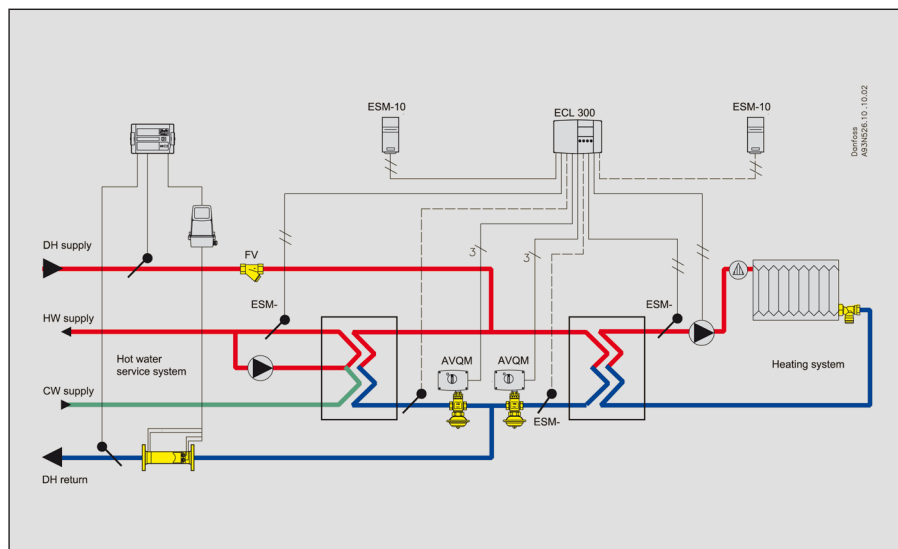 ESM-10
ECL 300
ESM-10
Danfoss
A93N526.10 .10.02
DH supply
FV
HW supply
ESM-
ESM-
Hot water
service system
AVQM
AVQM
Heating system
3
3
CW supply
ESM-
DH return